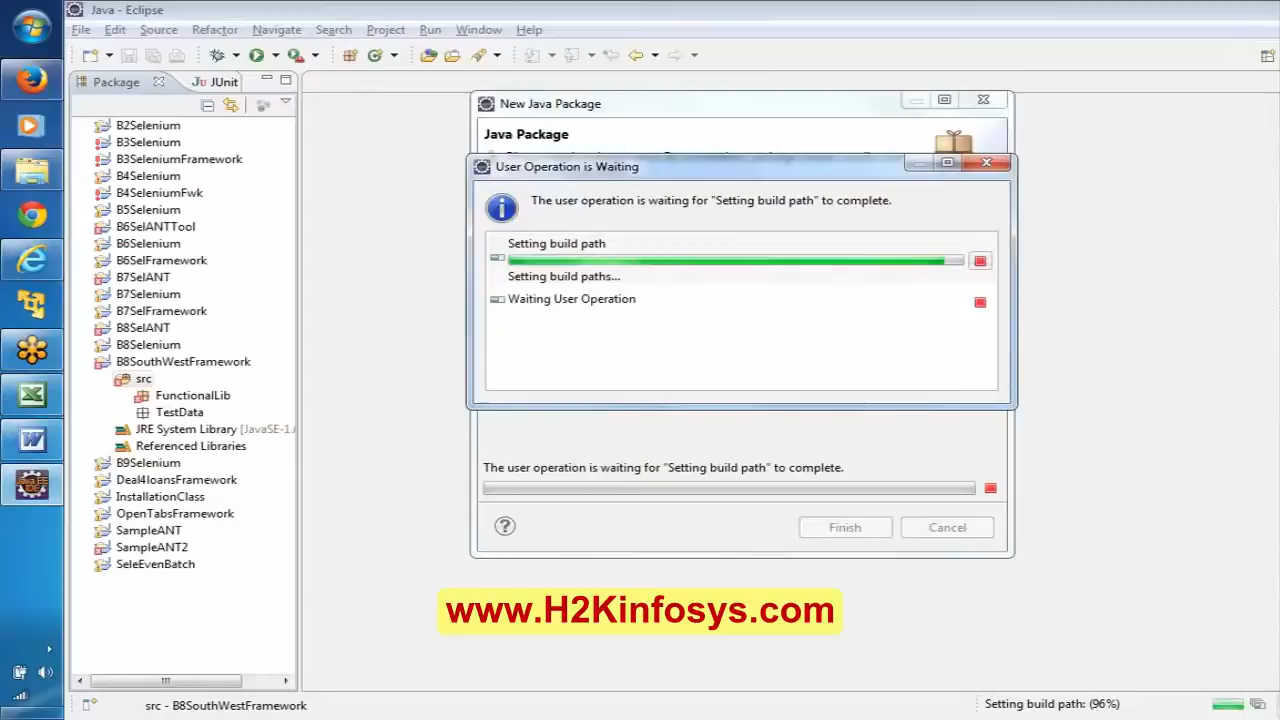 Java - Eclipse
File Edit Source Refactor Navigate Search Project Run Window Help
Package
JUnit
B2Selenium
B3Selenium
B3SeleniumFramework
B4Selenium
B4SeleniumFwk
B5Selenium
B6SelANTTool
B6Selenium
B6SelFramework
B7SelANT
B7Selenium
B7SelFramework
B8SelANT
B8Selenium
B8SouthWestFramework
src
FunctionalLib
TestData
JRE System Library [JavaSE-1.
Referenced Libraries
B9Selenium
Deal4loansFramework
InstallationClass
OpenTabsFramework
SampleANT
SampleANT2
SeleEvenBatch
New Java Package
Java Package
User Operation is Waiting
The user operation is waiting for "Setting build path" to complete.
Setting build path
Setting build paths...
Waiting User Operation
The user operation is waiting for "Setting build path" to complete.
Finish
Cancel
www.H2Kinfosys.com
src - B8SouthWestFramework
Setting build path: (96%)